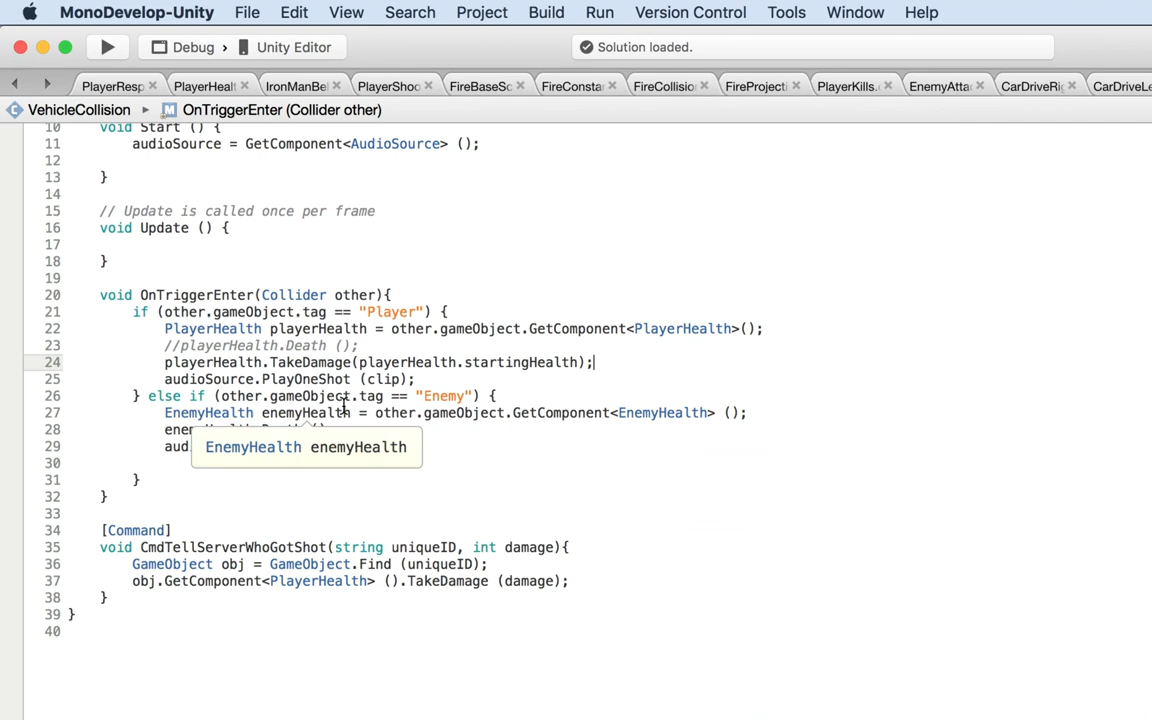 MonoDevelop-Unity File Edit View Search Project Build Run Version Control Tools Window Help
Debug › Unity Editor Solution loaded.
PlayerResp PlayerHeal IronManBe PlayerShoo FireBaseSc FireConsta FireCollisio FireProjecti PlayerKills.c EnemyAtta CarDriveRi CarDriveLe
VehicleCollision OnTriggerEnter (Collider other)
10 void Start () {
11 audioSource = GetComponent<AudioSource> ();
12
13 }
14
15 // Update is called once per frame
16 void Update () {
17
18 }
19
20 void OnTriggerEnter(Collider other){
21 if (other.gameObject.tag == "Player") {
22 PlayerHealth playerHealth = other.gameObject.GetComponent<PlayerHealth>();
23 //playerHealth.Death ();
24 playerHealth.TakeDamage(playerHealth.startingHealth);
25 audioSource.PlayOneShot (clip);
26 } else if (other.gameObject.tag == "Enemy") {
27 EnemyHealth enemyHealth = other.gameObject.GetComponent<EnemyHealth> ();
28
29 aud
EnemyHealth enemyHealth
30
31 }
32 }
33
34 [Command]
35 void CmdTellServerWhoGotShot(string uniqueID, int damage){
36 GameObject obj = GameObject.Find (uniqueID);
37 obj.GetComponent<PlayerHealth> ().TakeDamage (damage);
38 }
39 }
40